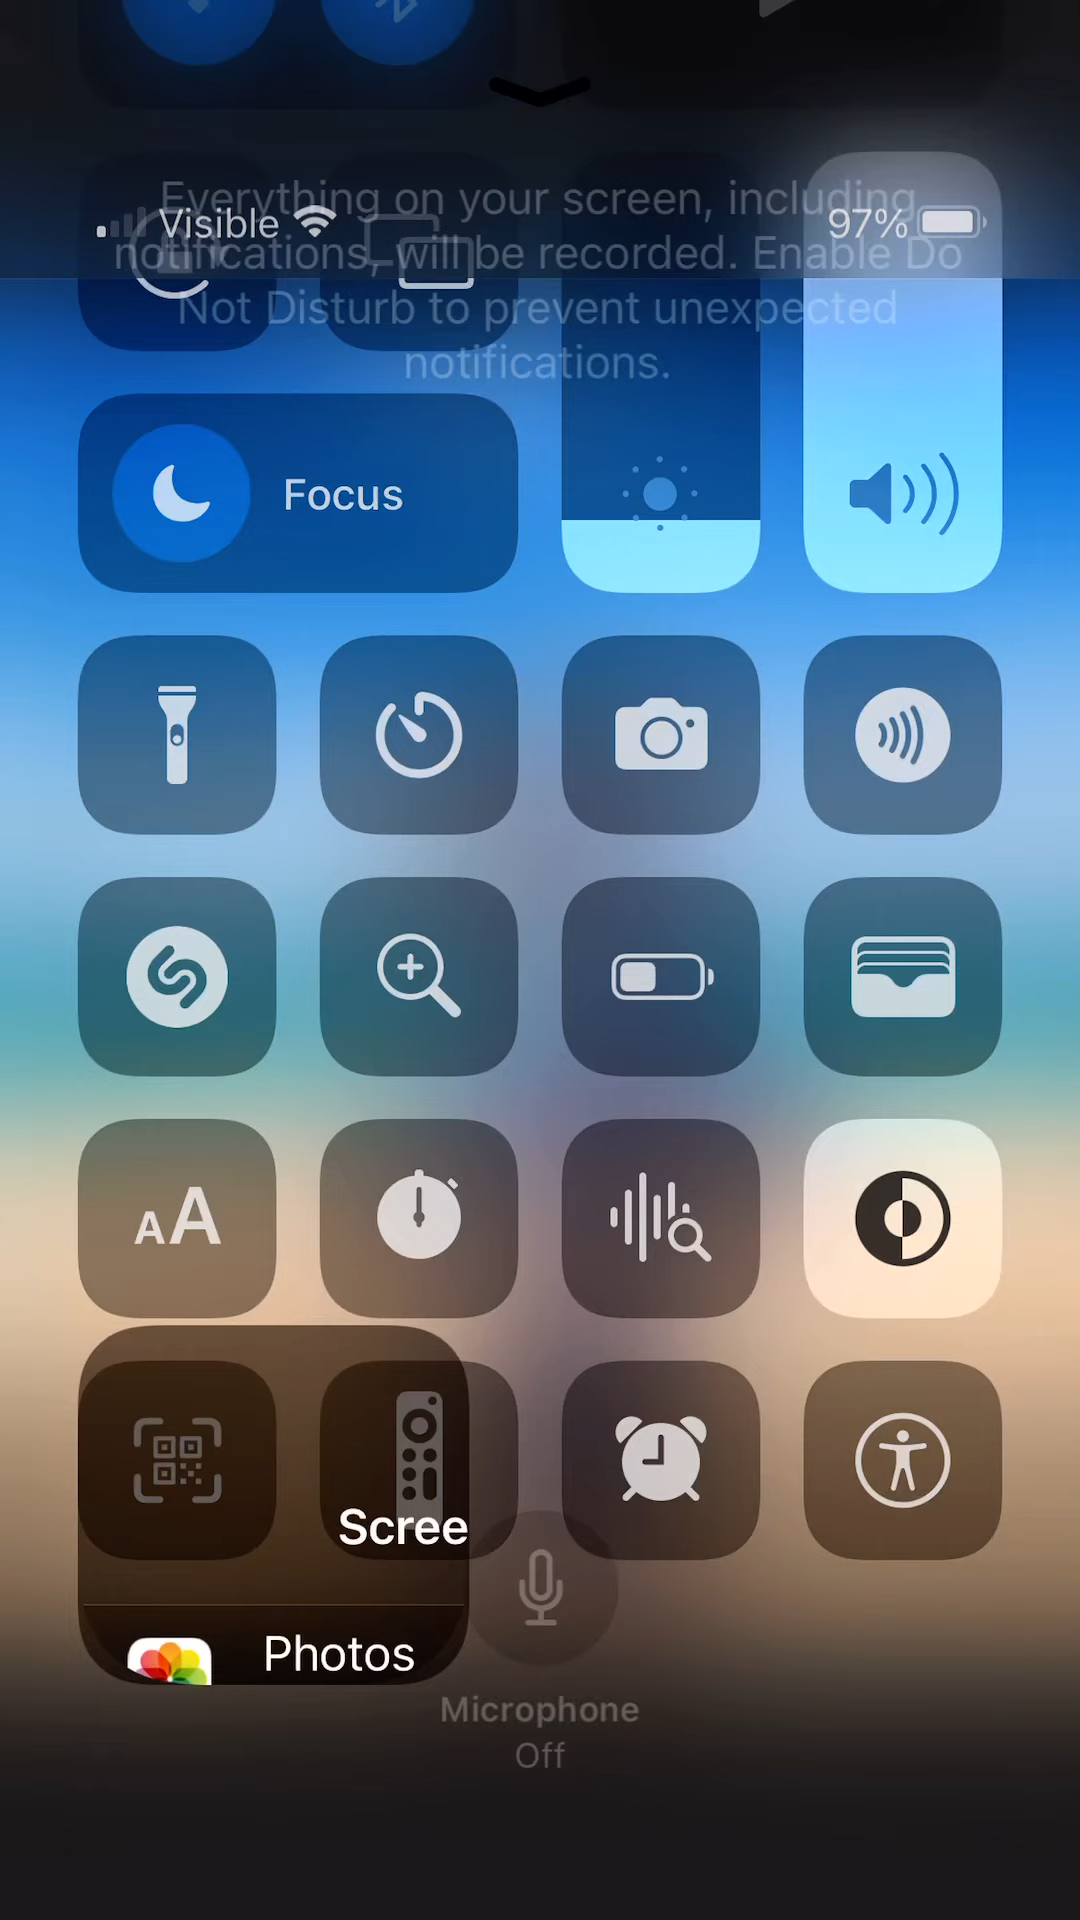 Everything on your screen, including
Visible 97%
notifications, will be recorded. Enable Do
Not Disturb to prevent unexpected
notifications.
Focus
AA
Scree
Photos
Microphone
Off